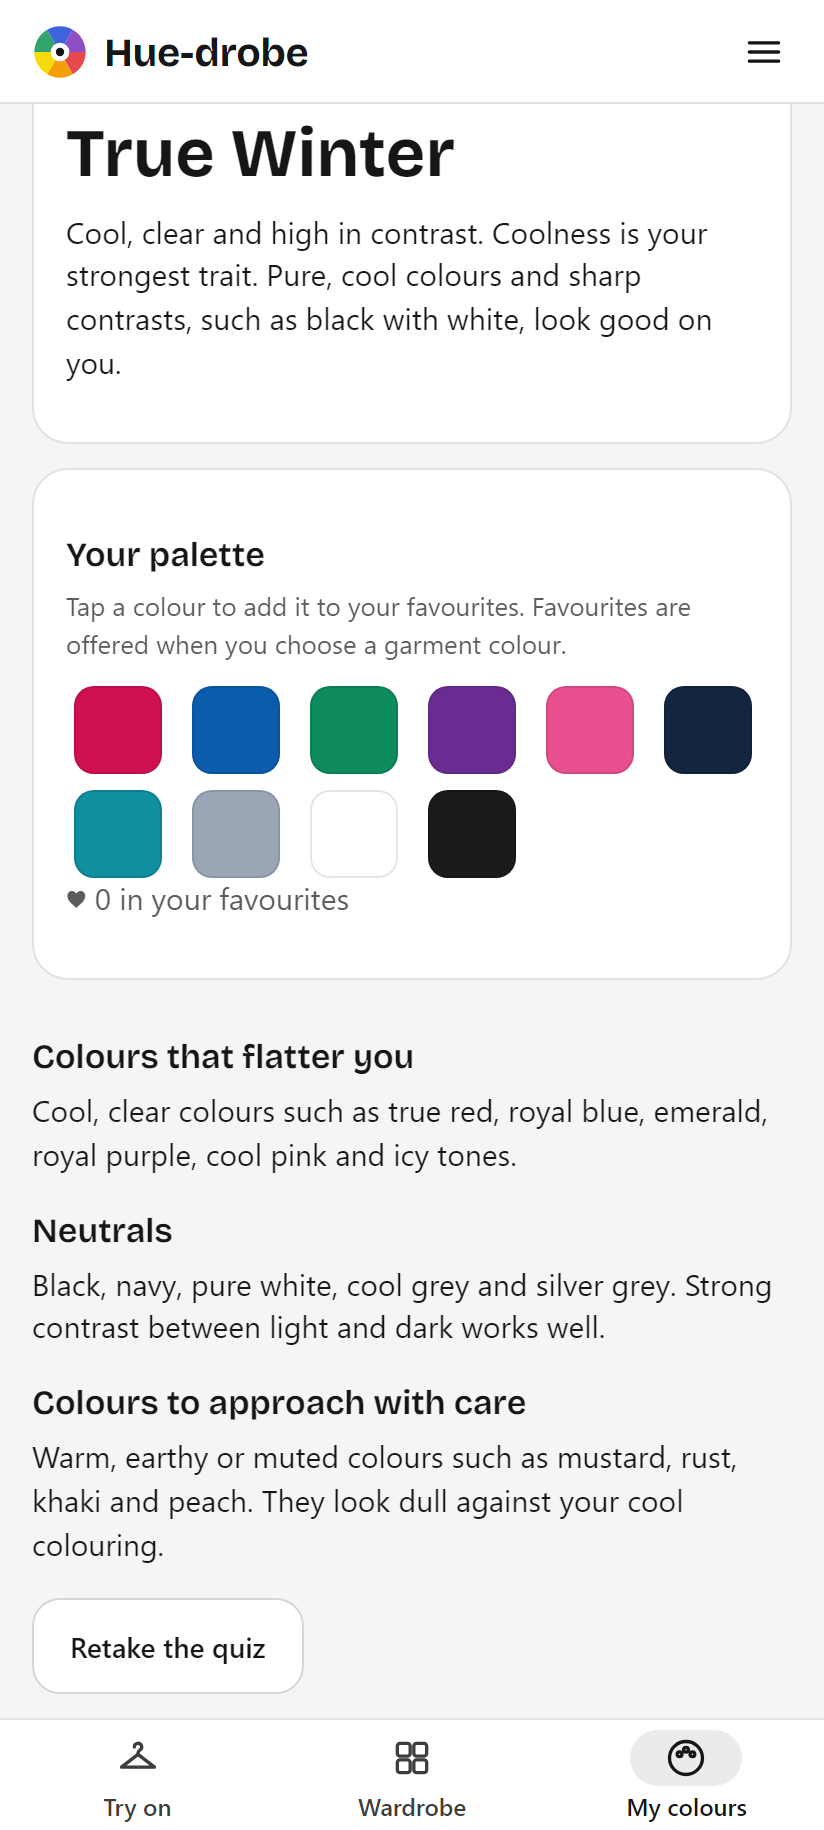 Hue-drobe
True Winter
Cool, clear and high in contrast. Coolness is your
strongest trait. Pure, cool colours and sharp
contrasts, such as black with white, look good on
you.
Your palette
Tap a colour to add it to your favourites. Favourites are
offered when you choose a garment colour.
0 in your favourites
Colours that flatter you
Cool, clear colours such as true red, royal blue, emerald,
royal purple, cool pink and icy tones.
Neutrals
Black, navy, pure white, cool grey and silver grey. Strong
contrast between light and dark works well.
Colours to approach with care
Warm, earthy or muted colours such as mustard, rust,
khaki and peach. They look dull against your cool
colouring.
Retake the quiz
Try on
Wardrobe
My colours